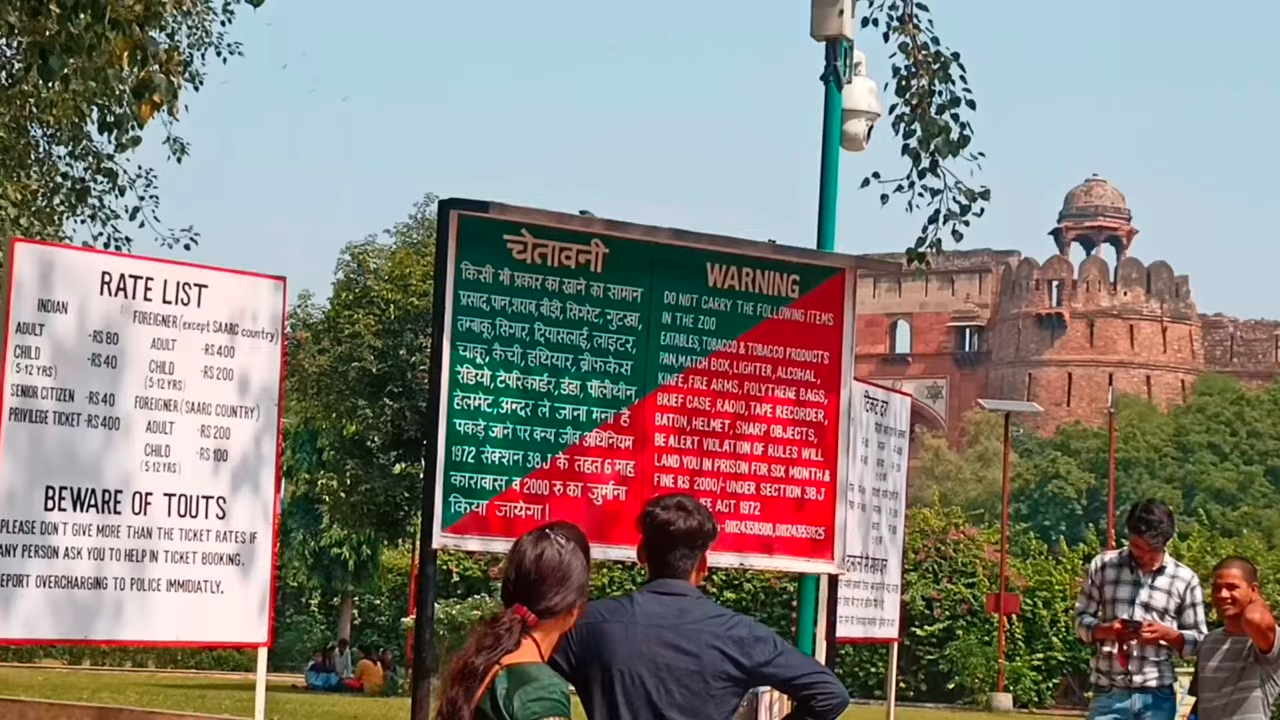 RATE LIST
INDIAN
ADULT -RS 80
CHILD -RS 40
(5-12 YRS)
SENIOR CITIZEN -RS 40
PRIVILEGE TICKET -RS 400
FOREIGNER (except SAARC country)
ADULT -RS 400
CHILD -RS 200
(5-12 YRS)
FOREIGNER (SAARC COUNTRY)
ADULT -RS 200
CHILD -RS 100
(5-12 YRS)
BEWARE OF TOUTS
PLEASE DON'T GIVE MORE THAN THE TICKET RATES IF
ANY PERSON ASK YOU TO HELP IN TICKET BOOKING.
EPORT OVERCHARGING TO POLICE IMMIDIATLY.
चेतावनी
किसी भी प्रकार का खाने का सामान
प्रसाद,पान,शराब,बीड़ी, सिगरेट, गुटखा,
तम्बाकू,सिगार, दियासलाई, लाइटर,
चाकू, कैची, हथियार, ब्रीफकेस
रेडियो,टेपरिकार्डर, डंडा, पॉलीथीन,
हेलमेट,अन्दर ले जाना मना है
पकड़े जाने पर वन्य जीव अधिनियम
1972 सेक्शन 38J के तहत 6 माह
कारावास व 2000 रु का जुर्माना
किया जायेगा।
WARNING
DO NOT CARRY THE FOLLOWING ITEMS
IN THE ZOO
EATABLES, TOBACCO & TOBACCO PRODUCTS
PAN, MATCH BOX, LIGHTER, ALCOHAL,
KINFE, FIRE ARMS, POLYTHENE BAGS,
BRIEF CASE, RADIO, TAPE RECORDER,
BATON, HELMET, SHARP OBJECTS,
BE ALERT VIOLATION OF RULES WILL
LAND YOU IN PRISON FOR SIX MONTH &
FINE RS 2000/-UNDER SECTION 38 J
ACT 1972
01124358500,01124359825
टिकट दर